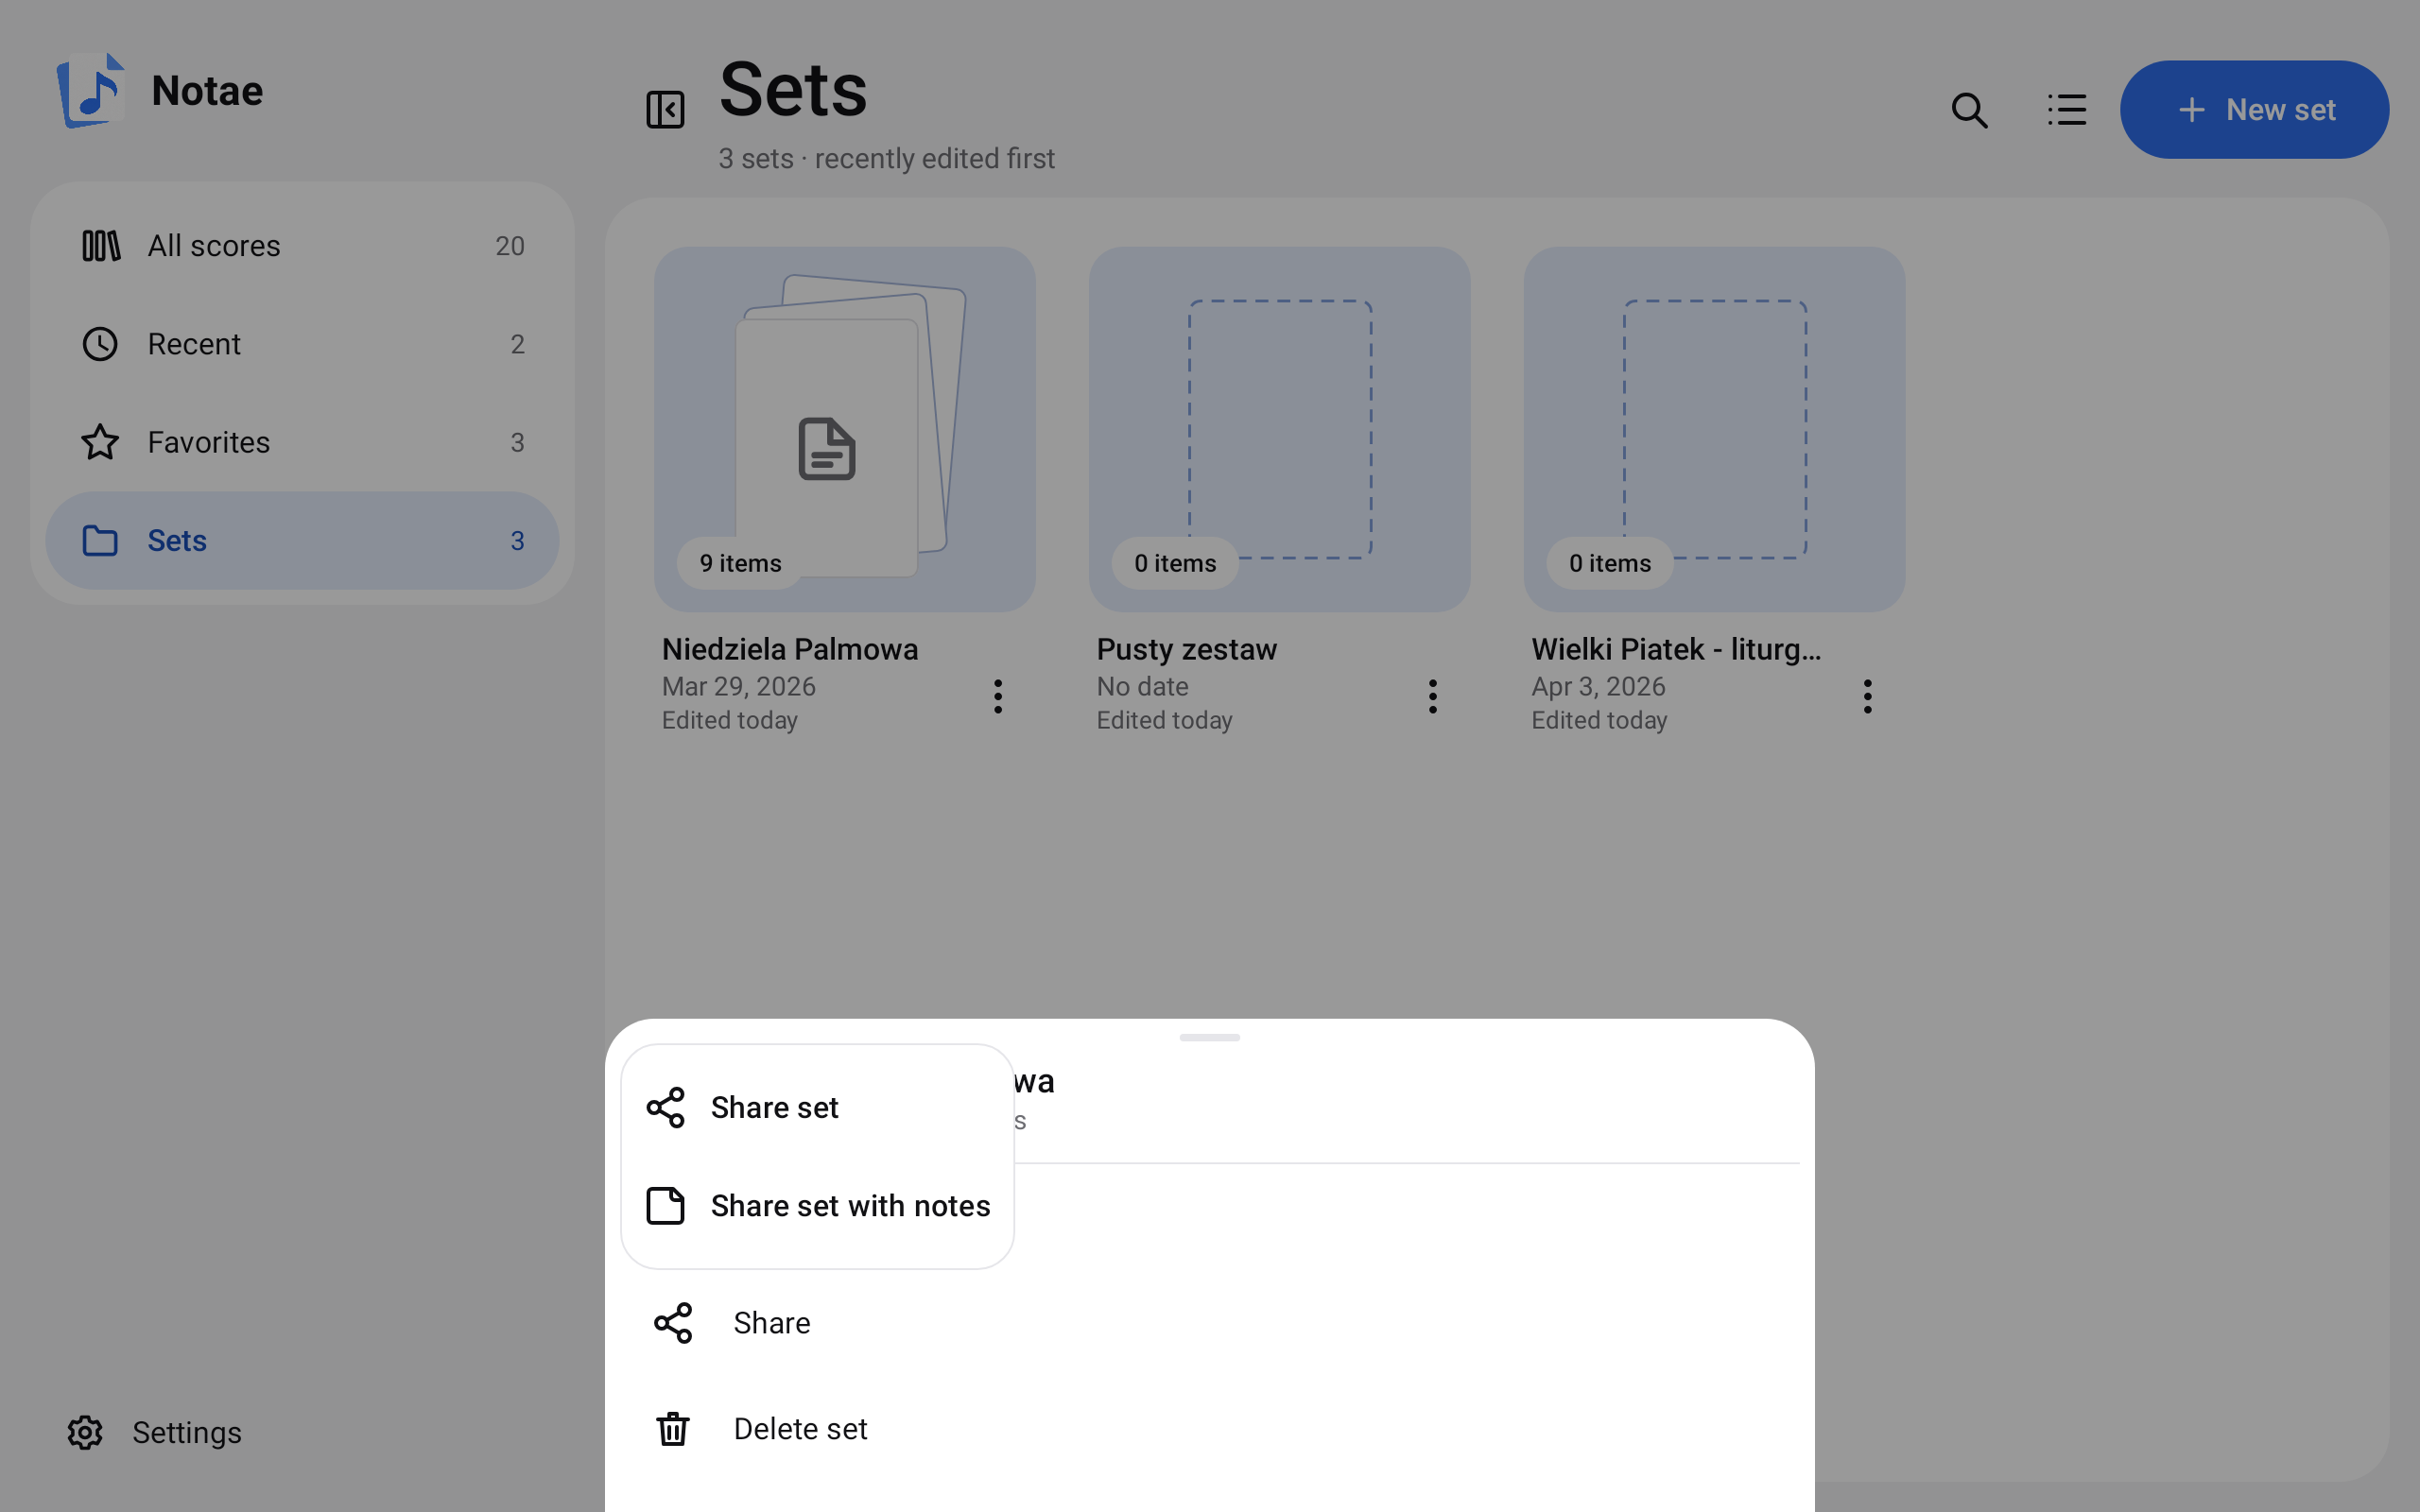 Notae
All scores 20
Recent 2
Favorites 3
Sets 3
Settings
Sets
3 sets · recently edited first
New set
9 items
Niedziela Palmowa
Mar 29, 2026
Edited today
0 items
Pusty zestaw
No date
Edited today
0 items
Wielki Piatek - liturg...
Apr 3, 2026
Edited today
wa
s
Share set
Share set with notes
Share
Delete set